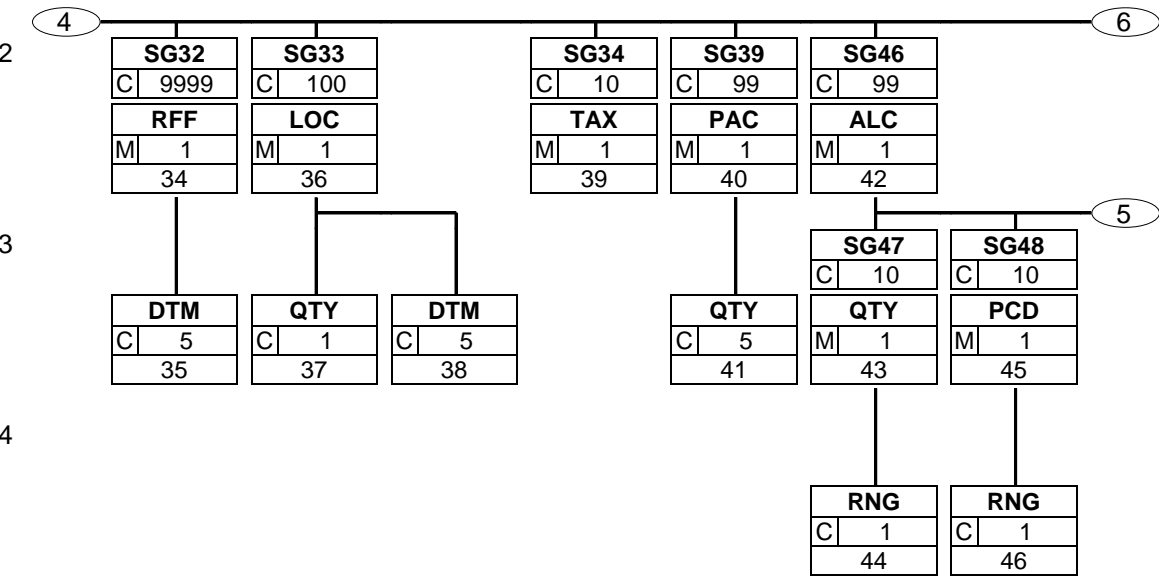 4 6
2 SG32 SG33 SG34 SG39 SG46
C 9999 C 100 C 10 C 99 C 99
RFF LOC TAX PAC ALC
M 1 M 1 M 1 M 1 M 1
34 36 39 40 42
5
3 SG47 SG48
C 10 C 10
DTM QTY DTM QTY QTY PCD
C 5 C 1 C 5 C 5 M 1 M 1
35 37 38 41 43 45
4
RNG RNG
C 1 C 1
44 46